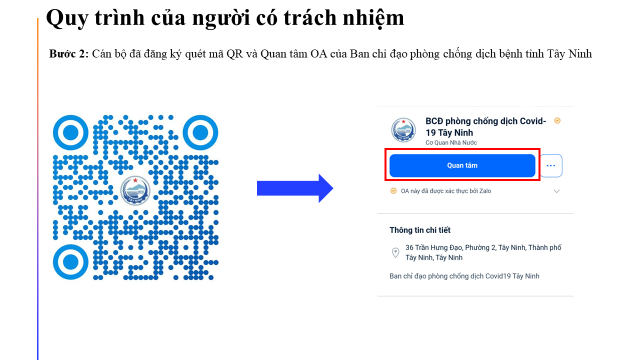 Quy trình của người có trách nhiệm
Bước 2: Cán bộ đã đăng ký quét mã QR và Quan tâm OA của Ban chỉ đạo phòng chống dịch bệnh tỉnh Tây Ninh
BCĐ phòng chống dịch Covid-
19 Tây Ninh
Cơ Quan Nhà Nước
Quan tâm
OA này đã được xác thực bởi Zalo
Thông tin chi tiết
36 Trần Hưng Đạo, Phường 2, Tây Ninh, Thành phố
Tây Ninh, Tây Ninh
Ban chỉ đạo phòng chống dịch Covid19 Tây Ninh